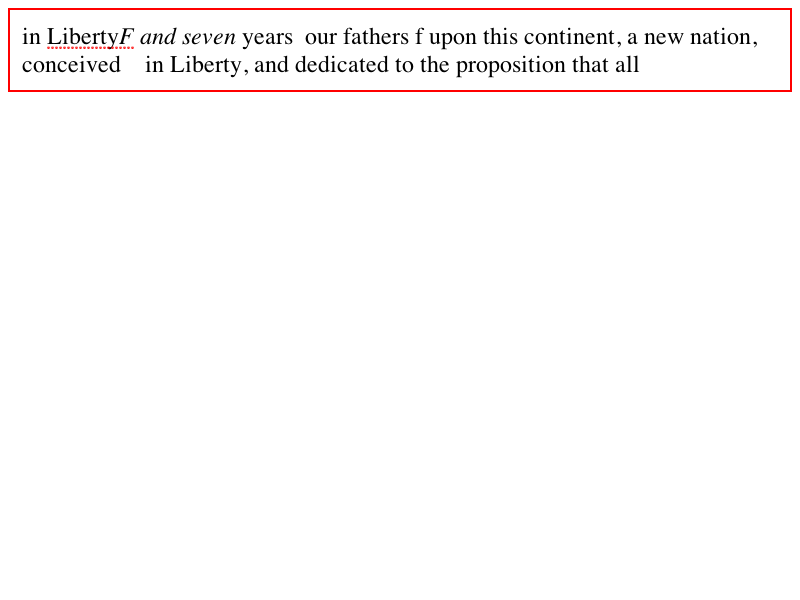 in LibertyF and seven years  our fathers f upon this continent, a new nation,
conceived    in Liberty, and dedicated to the proposition that all